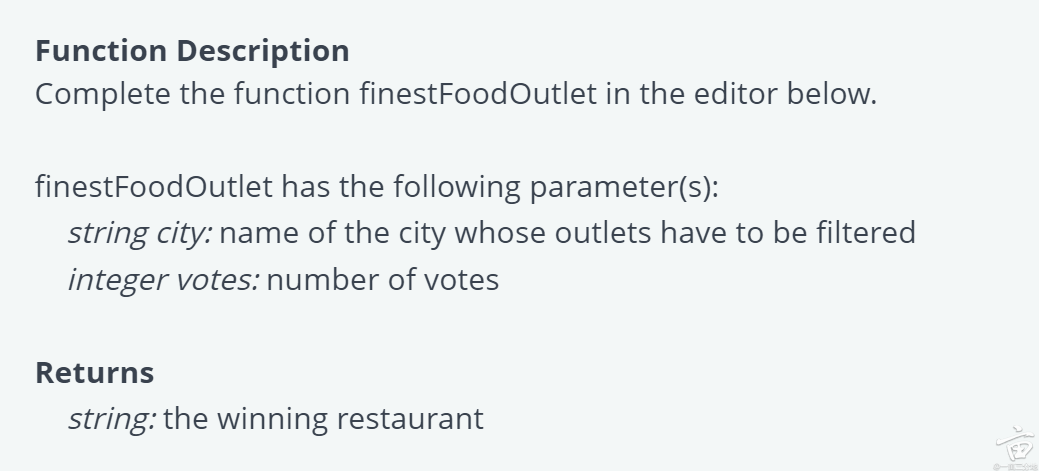 Function Description
Complete the function finestFoodOutlet in the editor below.
finestFoodOutlet has the following parameter(s):
string city: name of the city whose outlets have to be filtered
integer votes: number of votes
Returns
string: the winning restaurant
亩